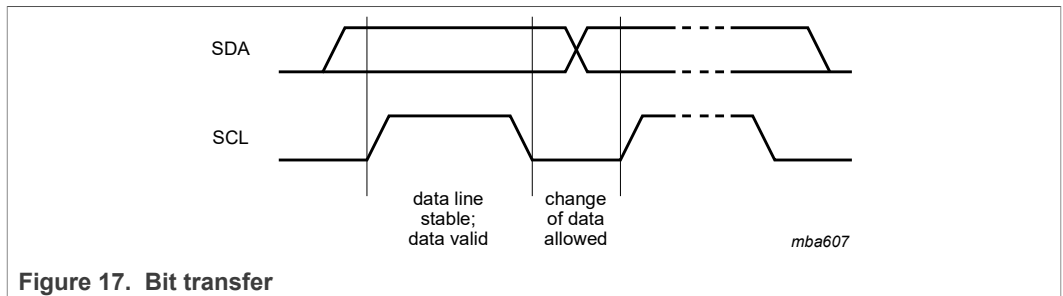 SDA
SCL
data line
stable;
data valid
change
of data
allowed
mba607
Figure 17. Bit transfer